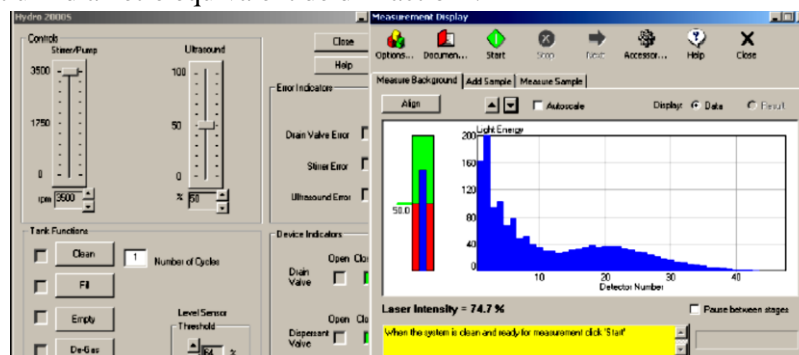 Hydro 2000S
Controls
Stirrer/Pump
Ultrasound
3500
1750
0
rpm 3500
100
50
0
% 50
Close
Help
Error Indicators
Drain Valve Error
Stirrer Error
Ultrasound Error
Tank Functions
Clean
1
Number of Cycles
Fill
Empty
De-Gas
Level Sensor
Threshold
64 %
Device Indicators
Open Clo
Drain
Valve
Open Clo
Dispersant
Valve
Measurement Display
Options... Documen... Start Stop Next Accessor... Help Close
Measure Background Add Sample Measure Sample
Align
Autoscale
Display: Data Result
50.0
Light Energy
200
160
120
80
40
0
10 20 30 40
Detector Number
Laser Intensity = 74.7 %
Pause between stages
When the system is clean and ready for measurement click 'Start'